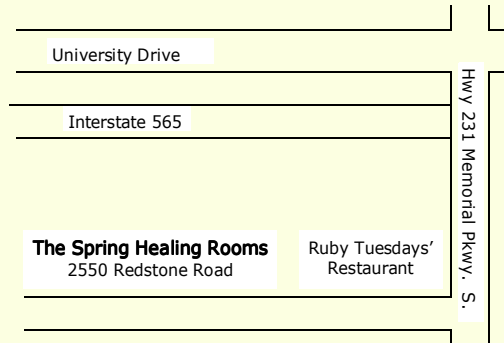 University Drive
Interstate 565
Hwy 231 Memorial Pkwy. S.
The Spring Healing Rooms
2550 Redstone Road
Ruby Tuesdays’
Restaurant